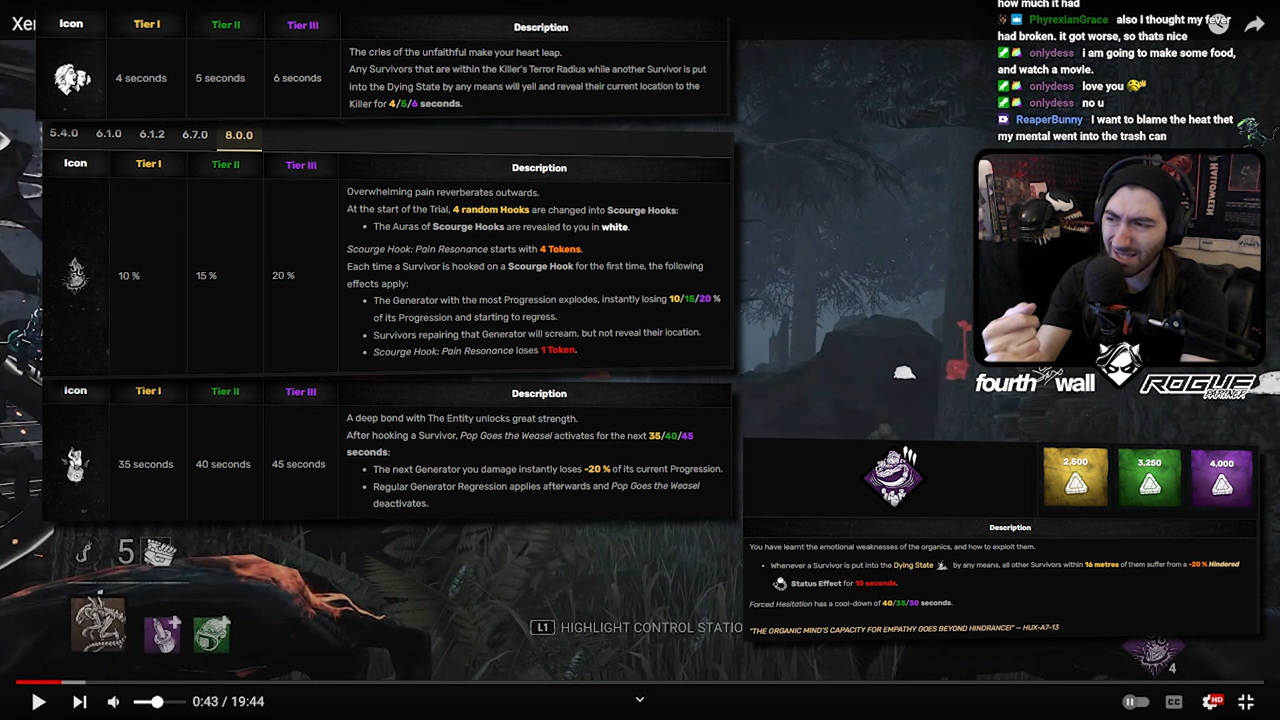 Xe
Icon Tier I Tier II Tier III Description
4 seconds 5 seconds 6 seconds
The cries of the unfaithful make your heart leap.
Any Survivors that are within the Killer's Terror Radius while another Survivor is put
into the Dying State by any means will yell and reveal their current location to the
Killer for 4/5/6 seconds.
5.4.0 6.1.0 6.1.2 6.7.0 8.0.0
Icon Tier I Tier II Tier III Description
10 % 15 % 20 %
Overwhelming pain reverberates outwards.
At the start of the Trial, 4 random Hooks are changed into Scourge Hooks:
• The Auras of Scourge Hooks are revealed to you in white.
Scourge Hook: Pain Resonance starts with 4 Tokens.
Each time a Survivor is hooked on a Scourge Hook for the first time, the following
effects apply:
• The Generator with the most Progression explodes, instantly losing 10/15/20 %
of its Progression and starting to regress.
• Survivors repairing that Generator will scream, but not reveal their location.
• Scourge Hook: Pain Resonance loses 1 Token.
Icon Tier I Tier II Tier III Description
35 seconds 40 seconds 45 seconds
A deep bond with The Entity unlocks great strength.
After hooking a Survivor, Pop Goes the Weasel activates for the next 35/40/45
seconds:
• The next Generator you damage instantly loses -20 % of its current Progression.
• Regular Generator Regression applies afterwards and Pop Goes the Weasel
deactivates.
how much it had
PhyrexianGrace also i thought my fever
had broken. it got worse, so thats nice
onlydess i am going to make some food,
and watch a movie.
onlydess love you
onlydess no u
ReaperBunny I want to blame the heat thet
my mental went into the trash can
HALLOWEEN
fourth wall
ROGUE
PARTNER
2,500 3,250 4,000
Description
You have learnt the emotional weaknesses of the organics, and how to exploit them.
• Whenever a Survivor is put into the Dying State by any means, all other Survivors within 16 metres of them suffer from a -20 % Hindered
Status Effect for 10 seconds.
Forced Hesitation has a cool-down of 40/35/30 seconds.
"THE ORGANIC MIND'S CAPACITY FOR EMPATHY GOES BEYOND HINDRANCE!" — HUX-A7-13
5
L1 HIGHLIGHT CONTROL STATIO
4
0:43 / 19:44
CC
HD